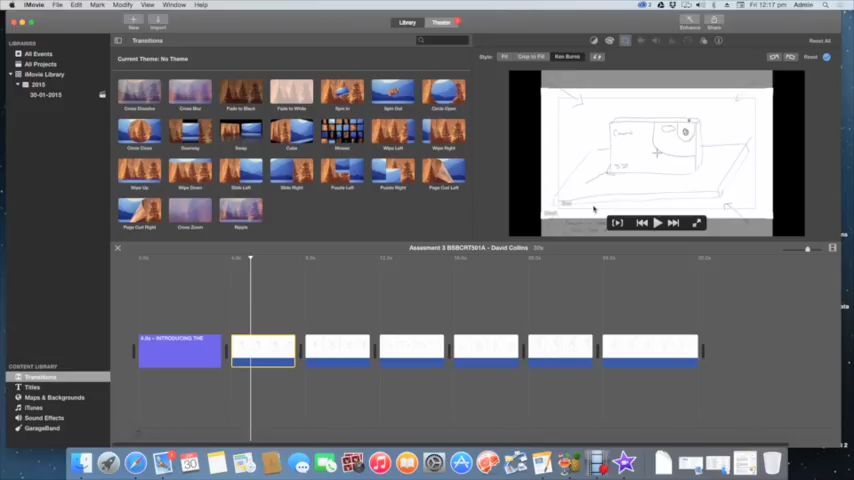 iMovie File Edit Mark Modify View Window Help
2 Fri 12:17 pm Admin
Library Theater
New Import Enhance Share
LIBRARIES
All Events
All Projects
iMovie Library
2015
30-01-2015
Transitions
Reset All
Current Theme: No Theme
Style: Fit Crop to Fill Ken Burns Reset
Cross Dissolve Cross Blur Fade to Black Fade to White Spin In Spin Out Circle Open
Circle Close Doorway Swap Cube Mosaic Wipe Left Wipe Right
Wipe Up Wipe Down Slide Left Slide Right Puzzle Left Puzzle Right Page Curl Left
Page Curl Right Cross Zoom Ripple
Assesment 3 BSBCRT501A - David Collins 30s
4.0s – INTRODUCING THE
CONTENT LIBRARY
Transitions
Titles
Maps & Backgrounds
iTunes
Sound Effects
GarageBand